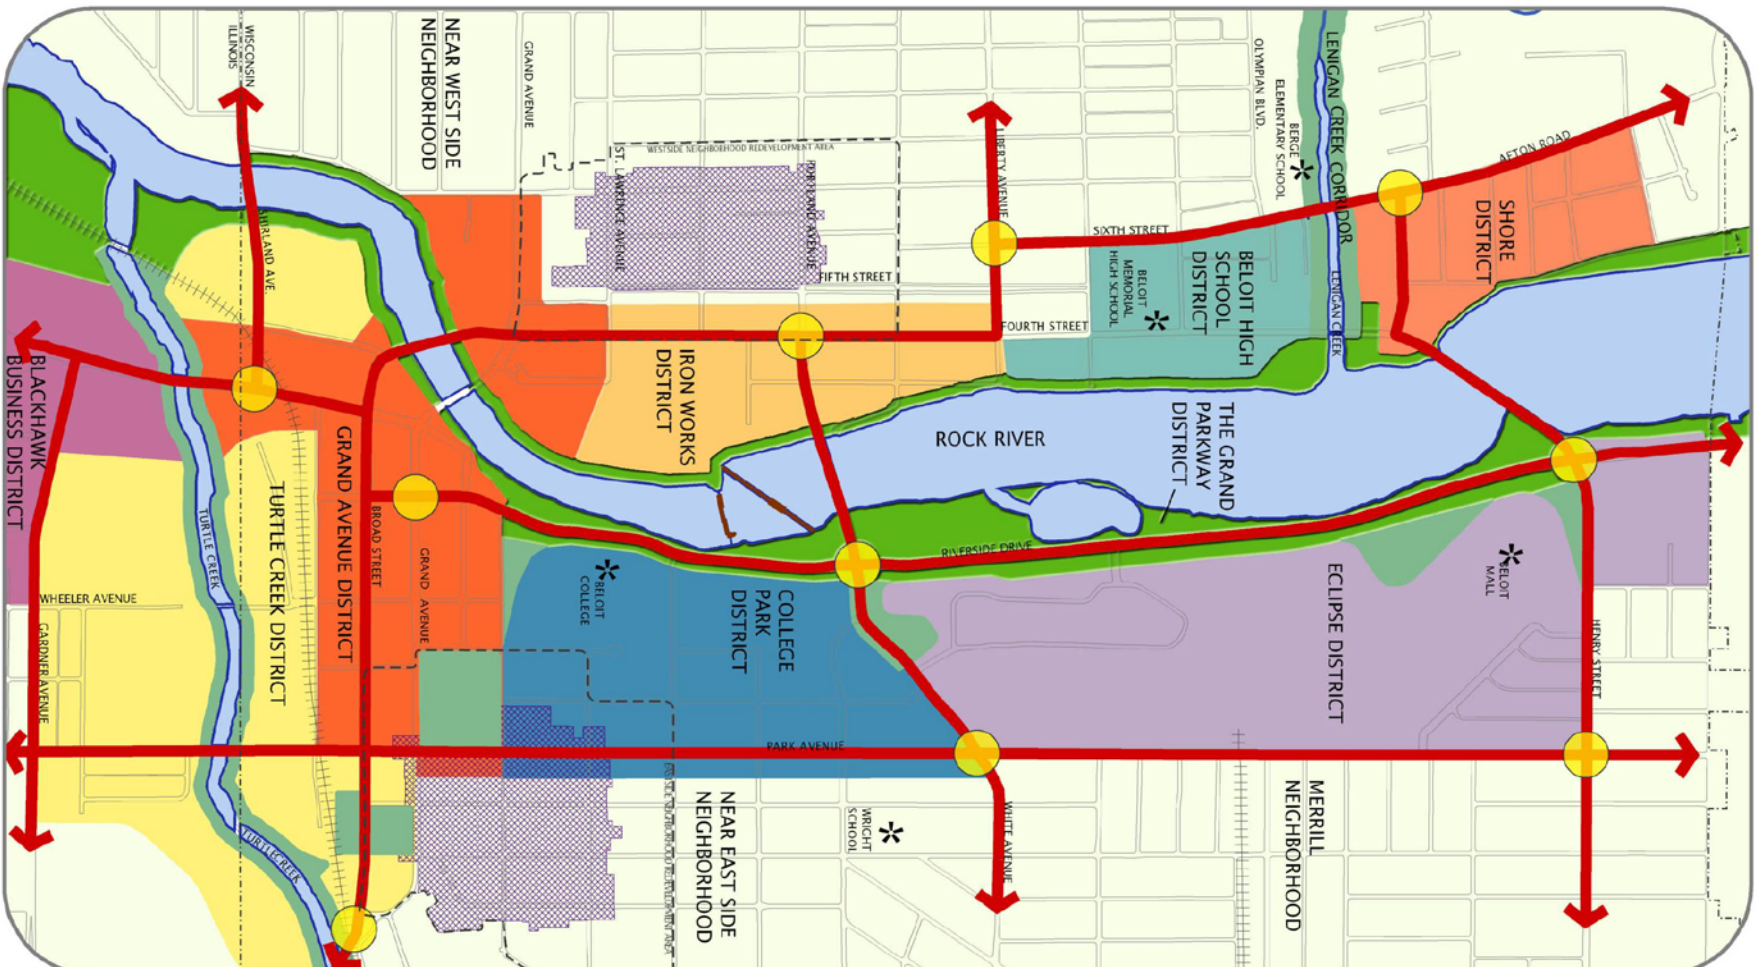 WISCONSIN
ILLINOIS
NEAR WEST SIDE
NEIGHBORHOOD
GRAND AVENUE
WESTSIDE NEIGHBORHOOD REDEVELOPMENT AREA
ST. LAWRENCE AVENUE
PORTLAND AVENUE
FIFTH STREET
LIBERTY AVENUE
SIXTH STREET
FOURTH STREET
OLYMPIAN BLVD.
BERGE
ELEMENTARY SCHOOL
LENIGAN CREEK CORRIDOR
LENIGAN CREEK
AFTON ROAD
SHORE
DISTRICT
BELOIT HIGH
SCHOOL
DISTRICT
BELOIT
MEMORIAL
HIGH SCHOOL
SHIRLAND AVE.
IRON WORKS
DISTRICT
ROCK RIVER
THE GRAND
PARKWAY
DISTRICT
BLACKHAWK
BUSINESS DISTRICT
GRAND AVENUE DISTRICT
BROAD STREET
GRAND AVENUE
TURTLE CREEK DISTRICT
TURTLE CREEK
WHEELER AVENUE
GARDNER AVENUE
BELOIT
COLLEGE
COLLEGE
PARK
DISTRICT
RIVERSIDE DRIVE
ECLIPSE DISTRICT
BELOIT
MALL
HENRY STREET
PARK AVENUE
TURTLECREEK
EASTSIDE NEIGHBORHOOD REDEVELOPMENT AREA
NEAR EAST SIDE
NEIGHBORHOOD
WRIGHT
SCHOOL
WHITE AVENUE
MERRILL
NEIGHBORHOOD